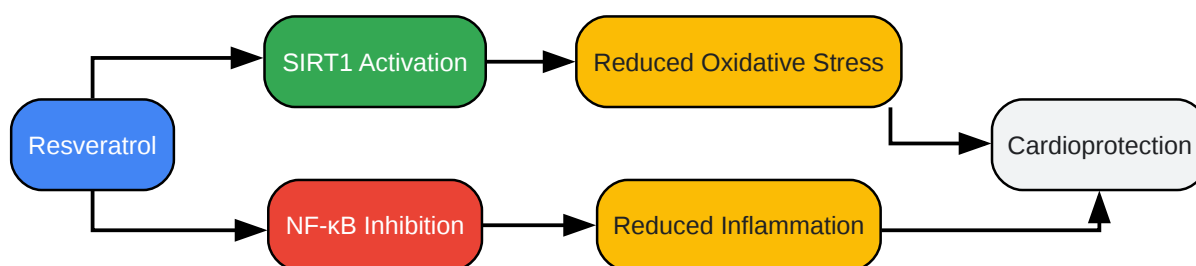 SIRT1 Activation
Reduced Oxidative Stress
Resveratrol
Cardioprotection
NF-κB Inhibition
Reduced Inflammation